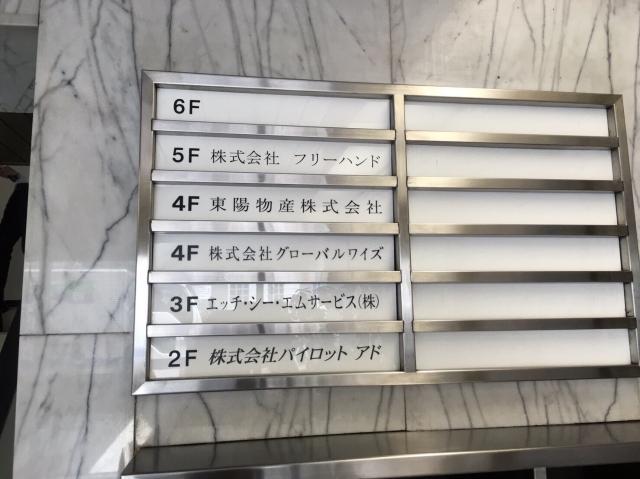 6F
5F 株式会社 フリーハンド
4F 東陽物産株式会社
4F 株式会社グローバルワイズ
3F エッチ・シー・エムサービス(株)
2F 株式会社パイロット アド